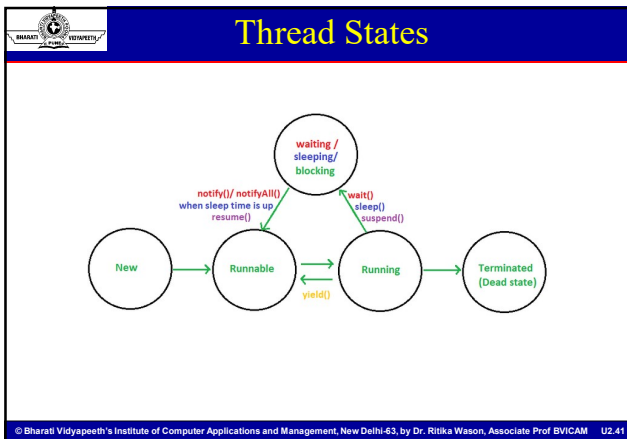 BHARATI VIDYAPEETH
PUNE
Thread States
waiting /
sleeping/
blocking
notify()/ notifyAll()
when sleep time is up
resume()
wait()
sleep()
suspend()
New
Runnable
Running
Terminated
(Dead state)
yield()
© Bharati Vidyapeeth's Institute of Computer Applications and Management, New Delhi-63, by Dr. Ritika Wason, Associate Prof BVICAM U2.41